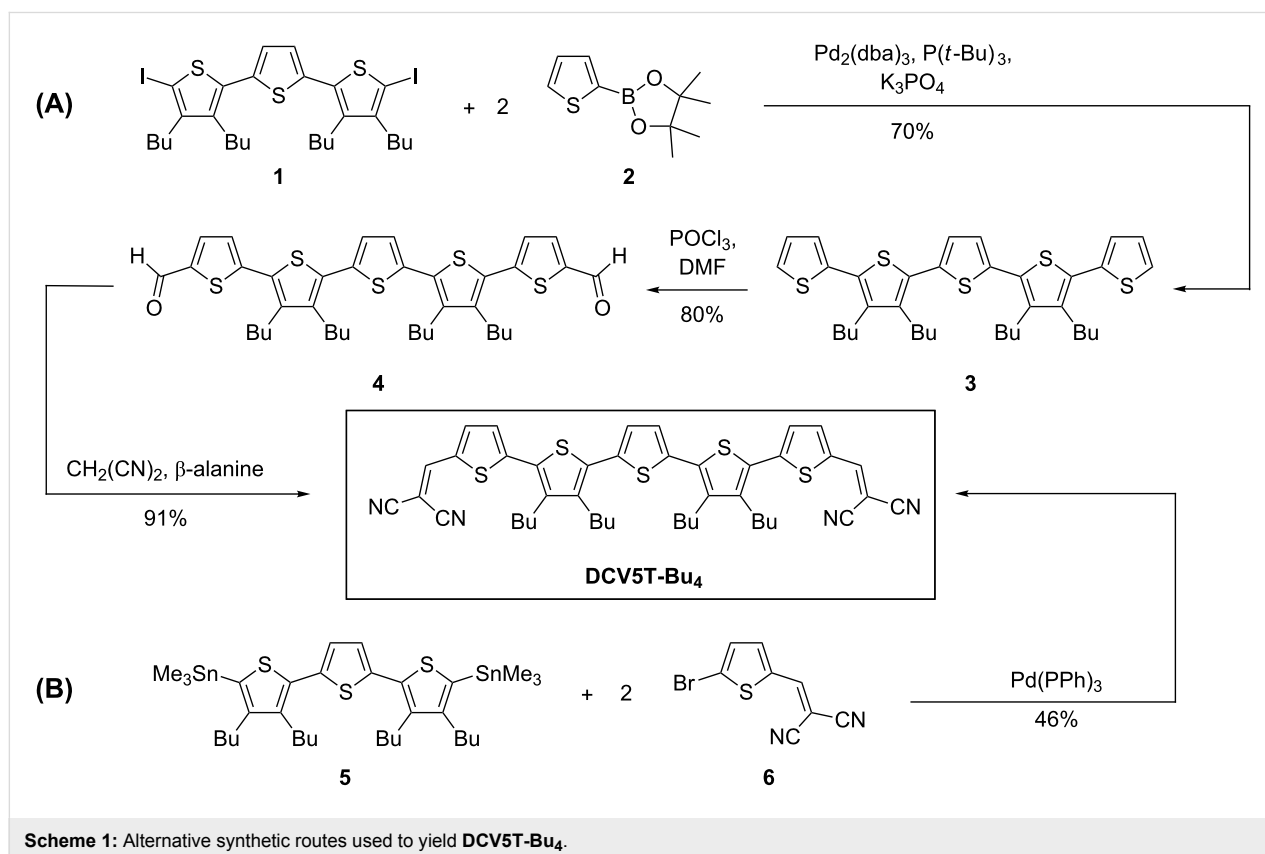 (A)
I S S S I
Bu Bu Bu Bu
1
+ 2
S B O O
2
Pd2(dba)3, P(t-Bu)3,
K3PO4
70%
H O S S S S S H O
Bu Bu Bu Bu
4
POCl3,
DMF
80%
S S S S S
Bu Bu Bu Bu
3
CH2(CN)2, β-alanine
91%
S S S S S
NC CN Bu Bu Bu Bu NC CN
DCV5T-Bu4
(B)
Me3Sn S S S SnMe3
Bu Bu Bu Bu
5
+ 2
Br S NC CN
6
Pd(PPh)3
46%
Scheme 1: Alternative synthetic routes used to yield DCV5T-Bu4.